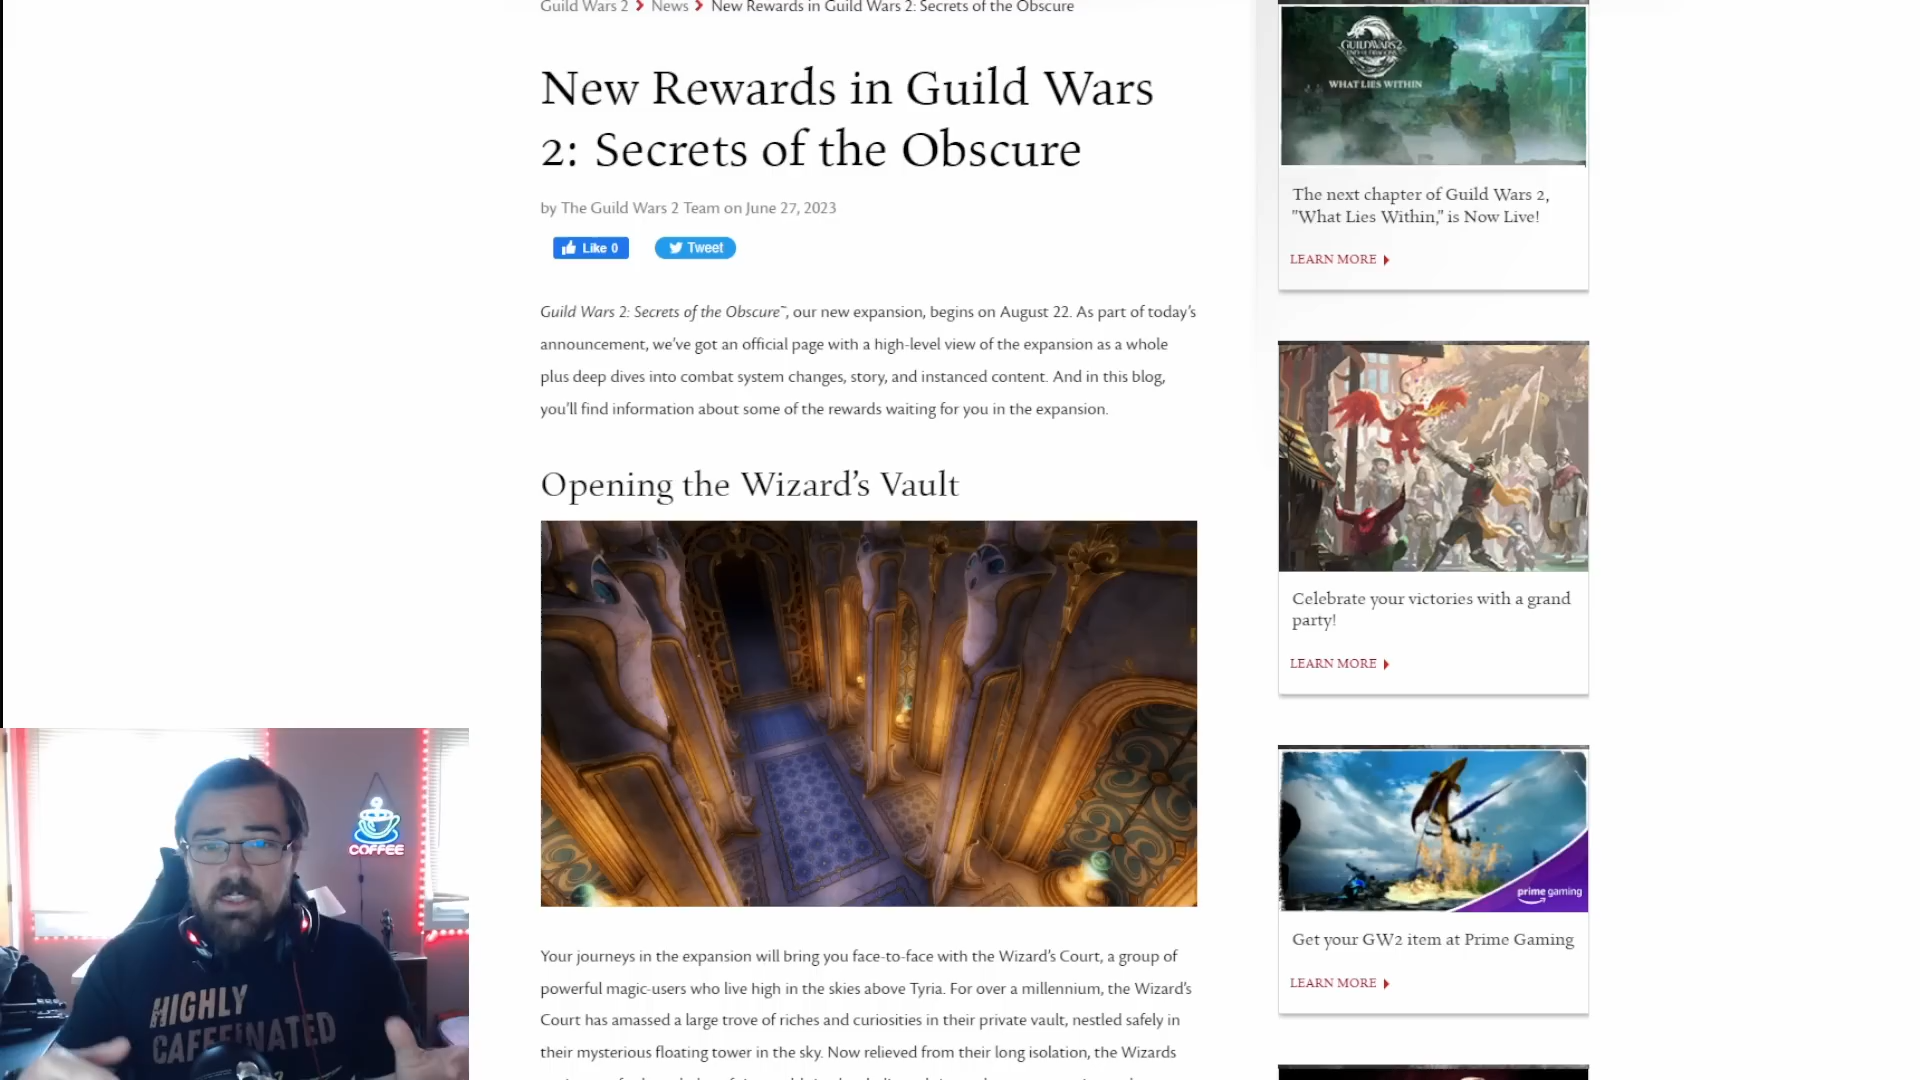 Guild Wars 2 > News > New Rewards in Guild Wars 2: Secrets of the Obscure
New Rewards in Guild Wars
2: Secrets of the Obscure
by The Guild Wars 2 Team on June 27, 2023
Like 0
Tweet
Guild Wars 2: Secrets of the Obscure™, our new expansion, begins on August 22. As part of today's
announcement, we've got an official page with a high-level view of the expansion as a whole
plus deep dives into combat system changes, story, and instanced content. And in this blog,
you'll find information about some of the rewards waiting for you in the expansion.
Opening the Wizard's Vault
Your journeys in the expansion will bring you face-to-face with the Wizard's Court, a group of
powerful magic-users who live high in the skies above Tyria. For over a millennium, the Wizard's
Court has amassed a large trove of riches and curiosities in their private vault, nestled safely in
their mysterious floating tower in the sky. Now relieved from their long isolation, the Wizards
GUILD WARS 2
WHAT LIES WITHIN
The next chapter of Guild Wars 2,
"What Lies Within," is Now Live!
LEARN MORE
Celebrate your victories with a grand
party!
LEARN MORE
prime gaming
Get your GW2 item at Prime Gaming
LEARN MORE
COFFEE
HIGHLY
CAFFEINATED